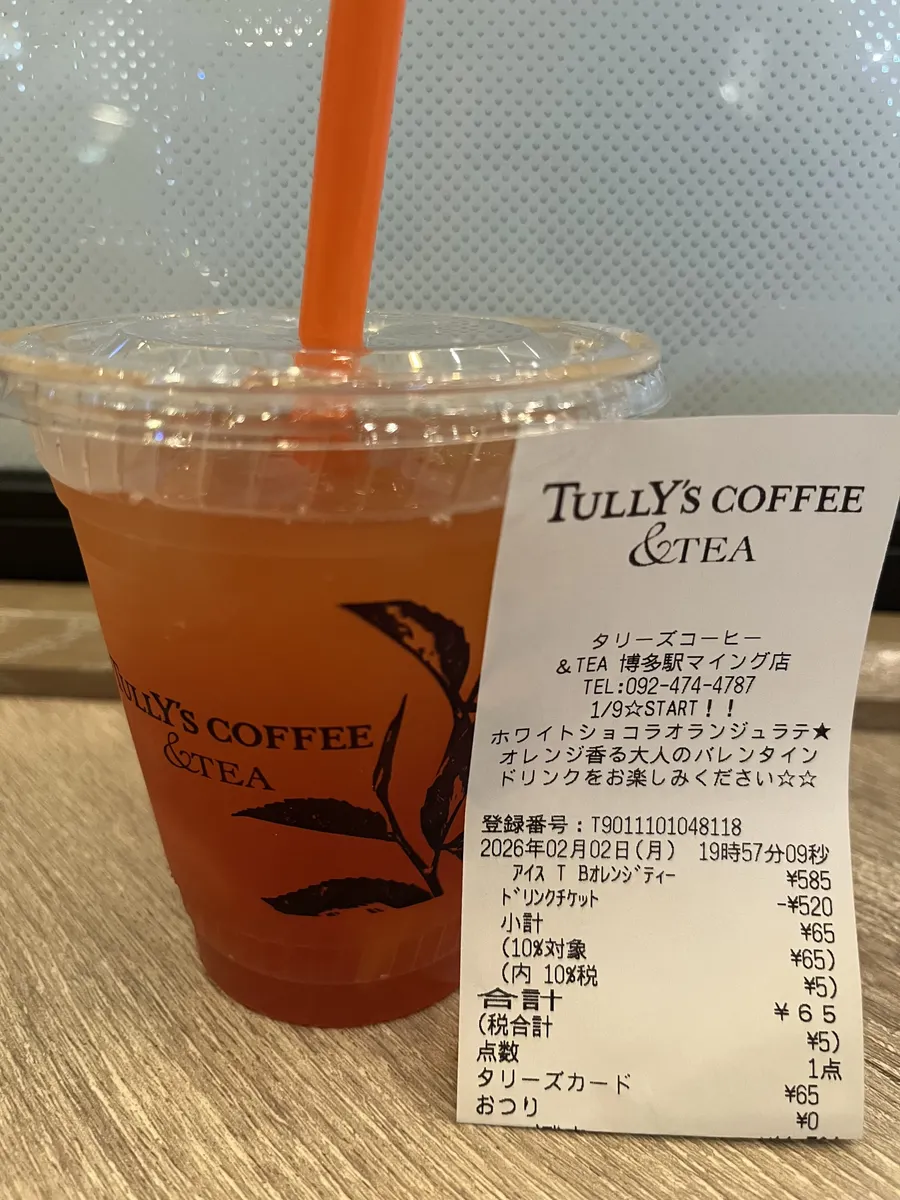 TULLY'S COFFEE
&TEA
TULLY'S COFFEE
&TEA
タリーズコーヒー
&TEA 博多駅マイング店
TEL:092-474-4787
1/9☆START!!
ホワイトショコラオランジュラテ★
オレンジ香る大人のバレンタイン
ドリンクをお楽しみください☆☆
登録番号:T9011101048118
2026年02月02日(月) 19時57分09秒
アイス T Bオレンジティー ¥585
ドリンクチケット -¥520
小計 ¥65
(10%対象 ¥65)
(内 10%税 ¥5)
合計 ¥65
(税合計 ¥5)
点数 1点
タリーズカード ¥65
おつり ¥0